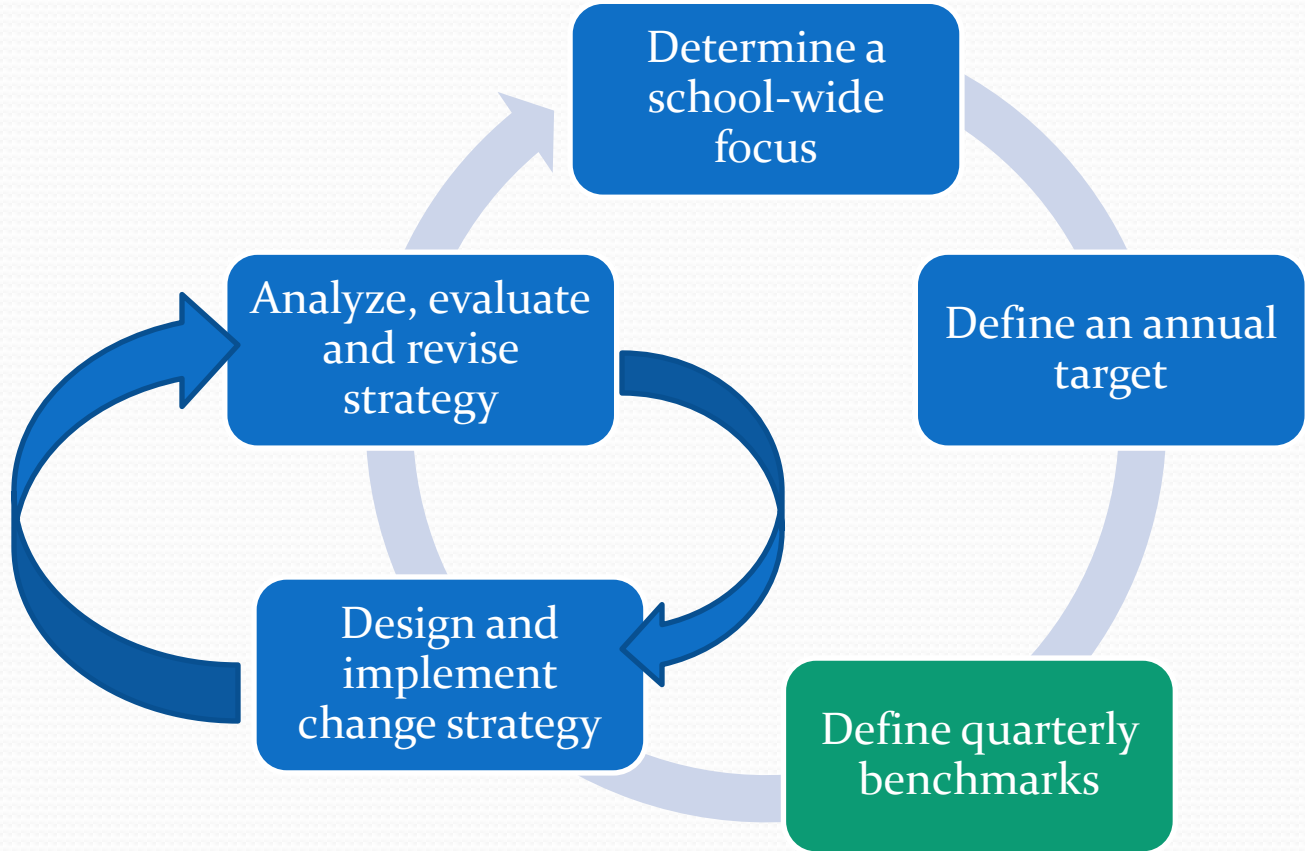 Determine a
school-wide
focus
Define an annual
target
Define quarterly
benchmarks
Design and
implement
change strategy
Analyze, evaluate
and revise
strategy